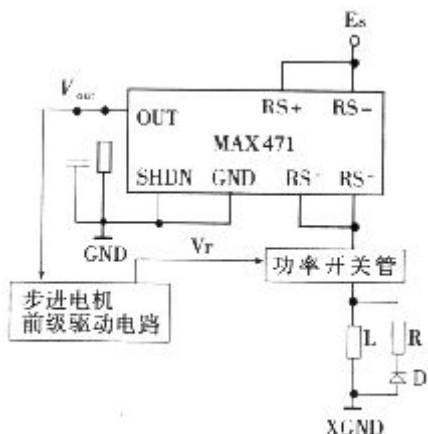 Es
Vout
OUT
RS+
RS+
MAX471
SHDN
GND
RS-
RS-
GND
Vr
功率开关管
步进电机
前级驱动电路
L
R
D
XGND